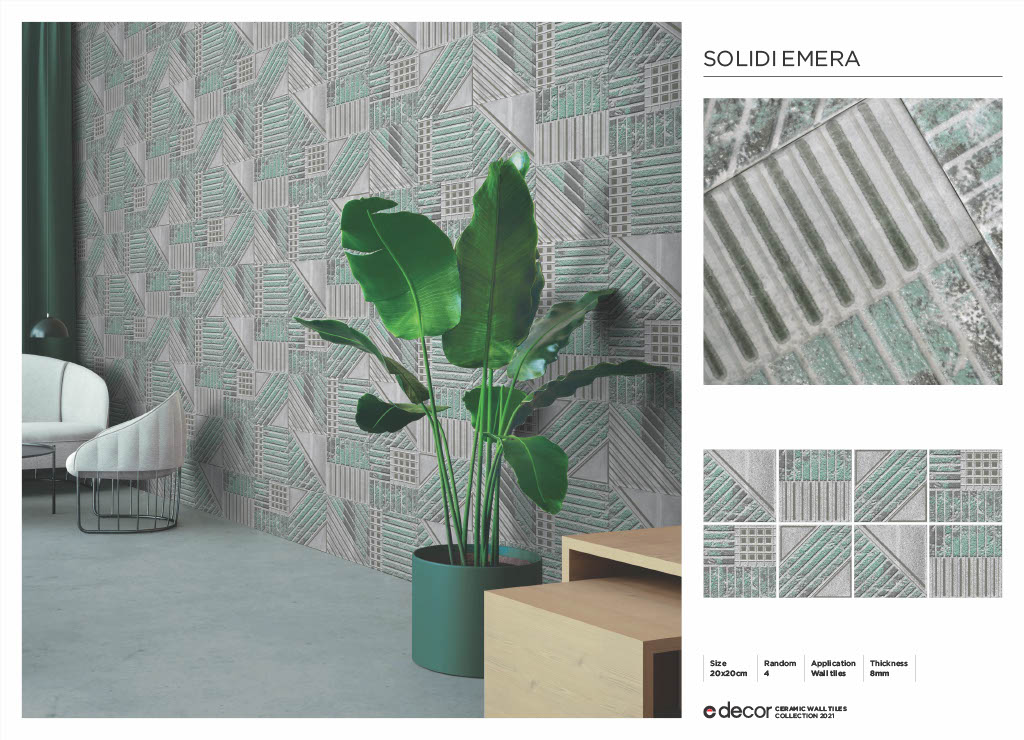 SOLIDI EMERA
Size
20x20cm
Random
4
Application
Wall tiles
Thickness
8mm
decor
CERAMIC WALL TILES
COLLECTION 2021